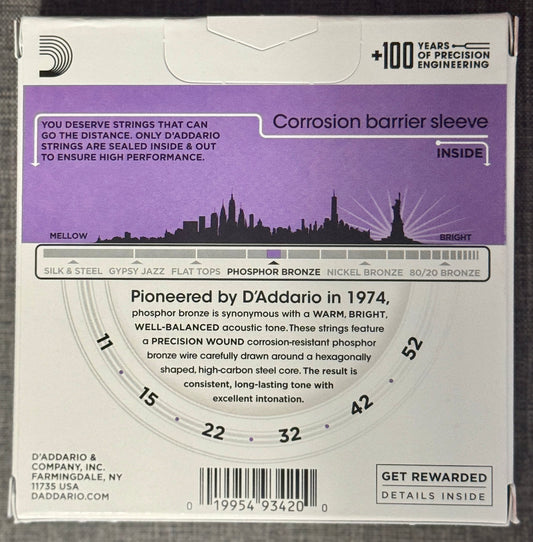 +100 YEARS OF PRECISION ENGINEERING
YOU DESERVE STRINGS THAT CAN
GO THE DISTANCE. ONLY D'ADDARIO
STRINGS ARE SEALED INSIDE & OUT
TO ENSURE HIGH PERFORMANCE.
Corrosion barrier sleeve
INSIDE
MELLOW
BRIGHT
SILK & STEEL GYPSY JAZZ FLAT TOPS PHOSPHOR BRONZE NICKEL BRONZE 80/20 BRONZE
Pioneered by D'Addario in 1974,
phosphor bronze is synonymous with a WARM, BRIGHT,
WELL-BALANCED acoustic tone. These strings feature
a PRECISION WOUND corrosion-resistant phosphor
bronze wire carefully drawn around a hexagonally
shaped, high-carbon steel core. The result is
consistent, long-lasting tone with
excellent intonation.
11 • 15 • 22 • 32 • 42 • 52
D'ADDARIO &
COMPANY, INC.
FARMINGDALE, NY
11735 USA
DADDARIO.COM
0 19954 93420 0
GET REWARDED
DETAILS INSIDE